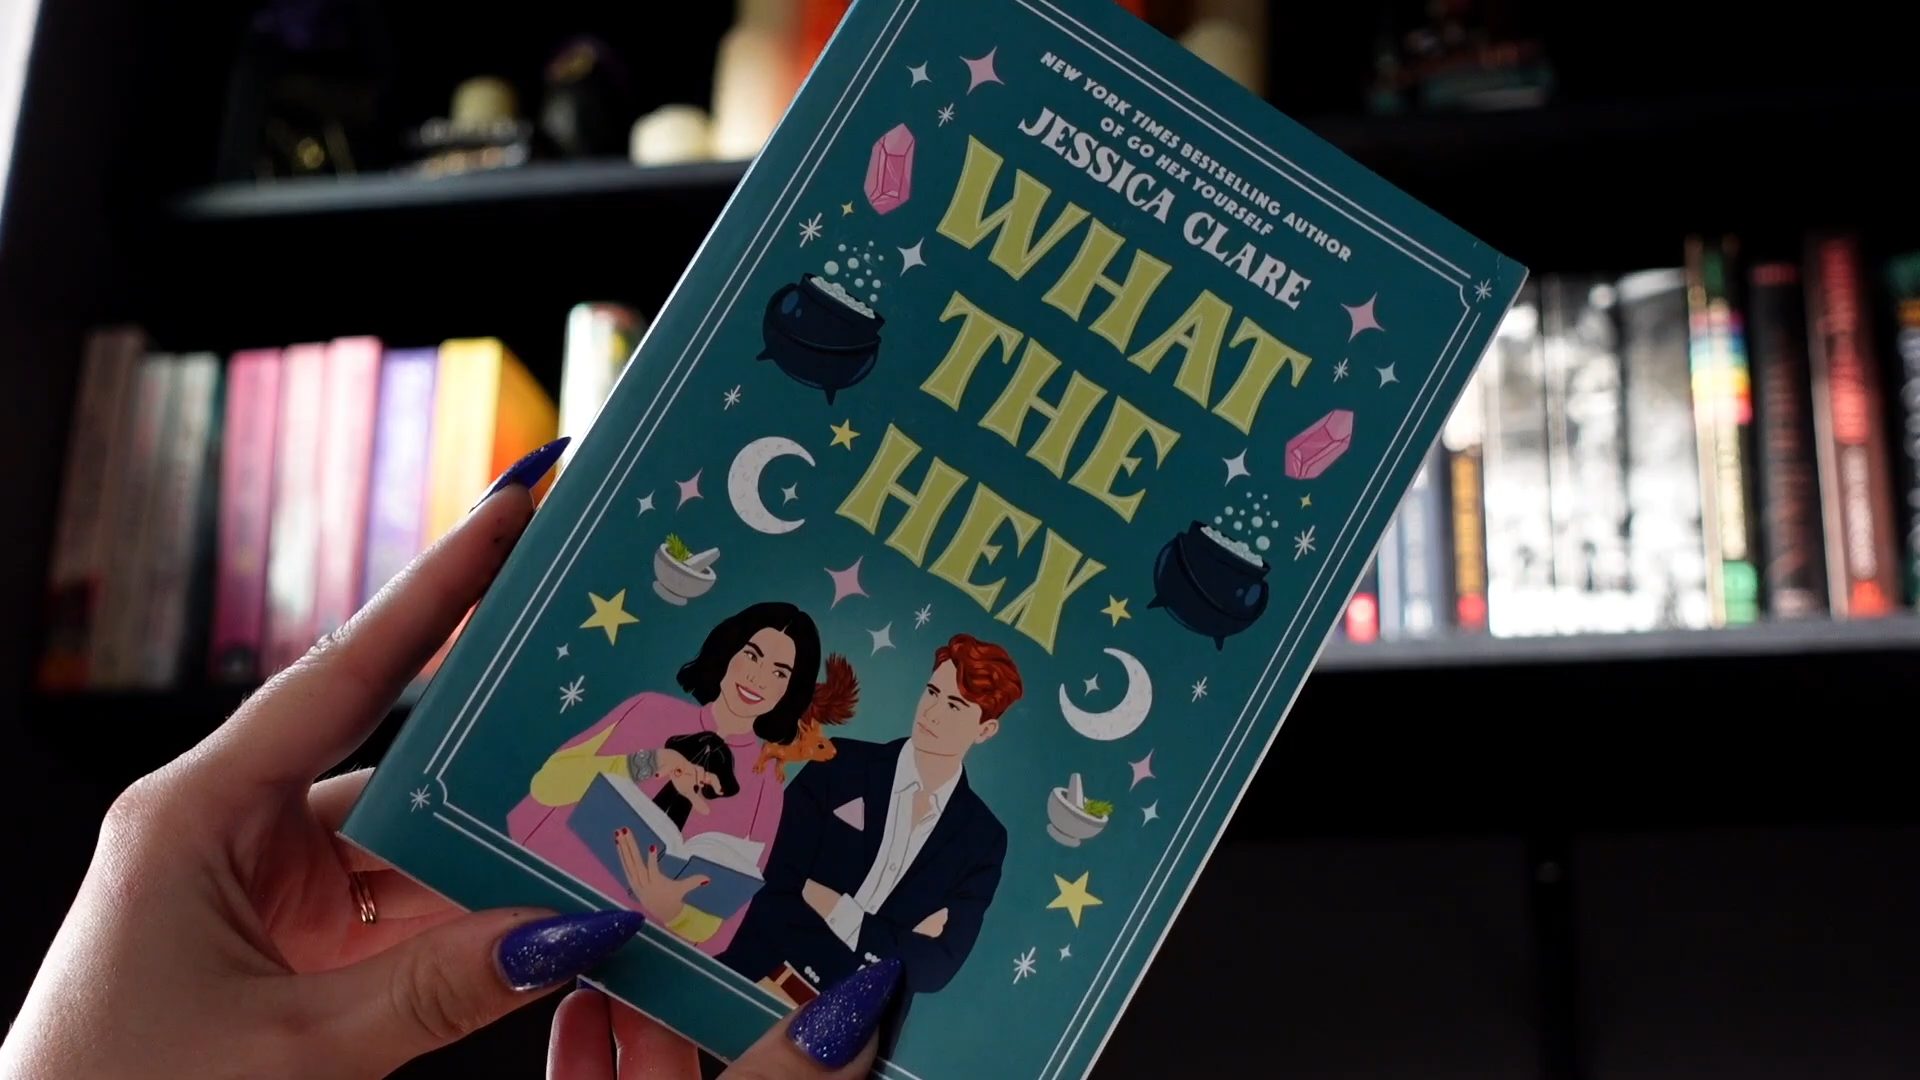 NEW YORK TIMES BESTSELLING AUTHOR
OF GO HEX YOURSELF
JESSICA CLARE
WHAT
THE
HEX